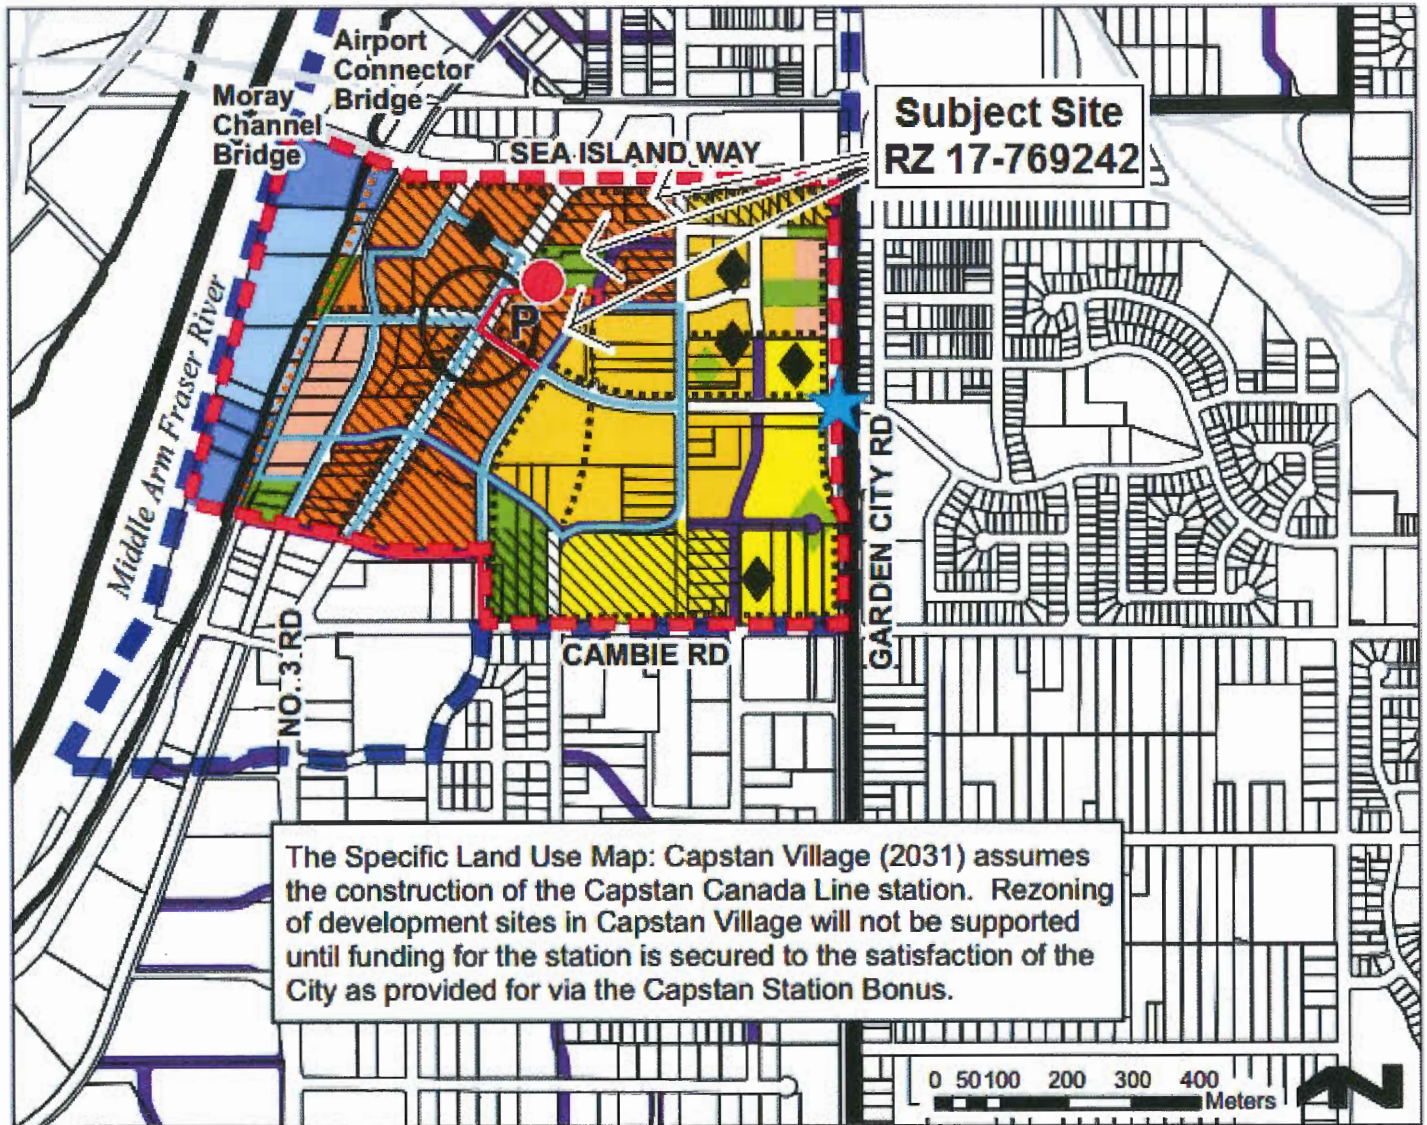 Airport
Connector
Bridge
Moray
Channel
Bridge
SEA ISLAND WAY
Subject Site
RZ 17-769242
Middle Arm Fraser River
P
GARDEN CITY RD
NO. 3 RD
CAMBIE RD
The Specific Land Use Map: Capstan Village (2031) assumes
the construction of the Capstan Canada Line station. Rezoning
of development sites in Capstan Village will not be supported
until funding for the station is secured to the satisfaction of the
City as provided for via the Capstan Station Bonus.
0 50 100 200 300 400
Meters
N